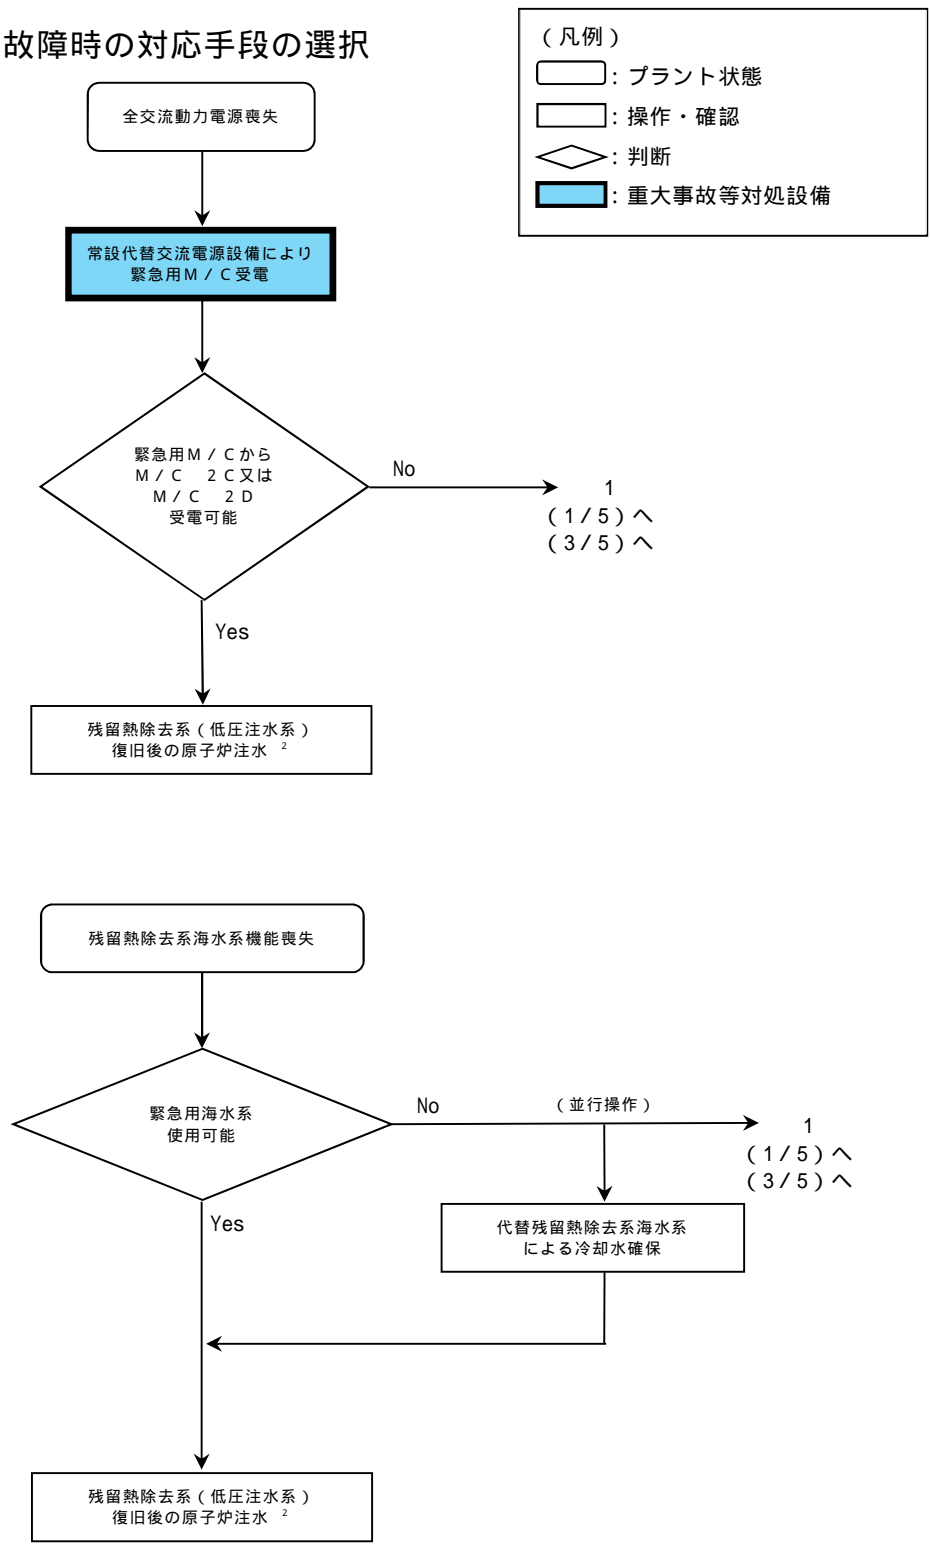 故障時の対応手段の選択
(凡例)
: プラント状態
: 操作・確認
: 判断
: 重大事故等対処設備
全交流動力電源喪失
常設代替交流電源設備により
緊急用M/C受電
緊急用M/Cから
M/C 2C又は
M/C 2D
受電可能
No
1
(1/5)へ
(3/5)へ
Yes
残留熱除去系(低圧注水系)
復旧後の原子炉注水 2
残留熱除去系海水系機能喪失
緊急用海水系
使用可能
No
(並行操作)
1
(1/5)へ
(3/5)へ
Yes
代替残留熱除去系海水系
による冷却水確保
残留熱除去系(低圧注水系)
復旧後の原子炉注水 2